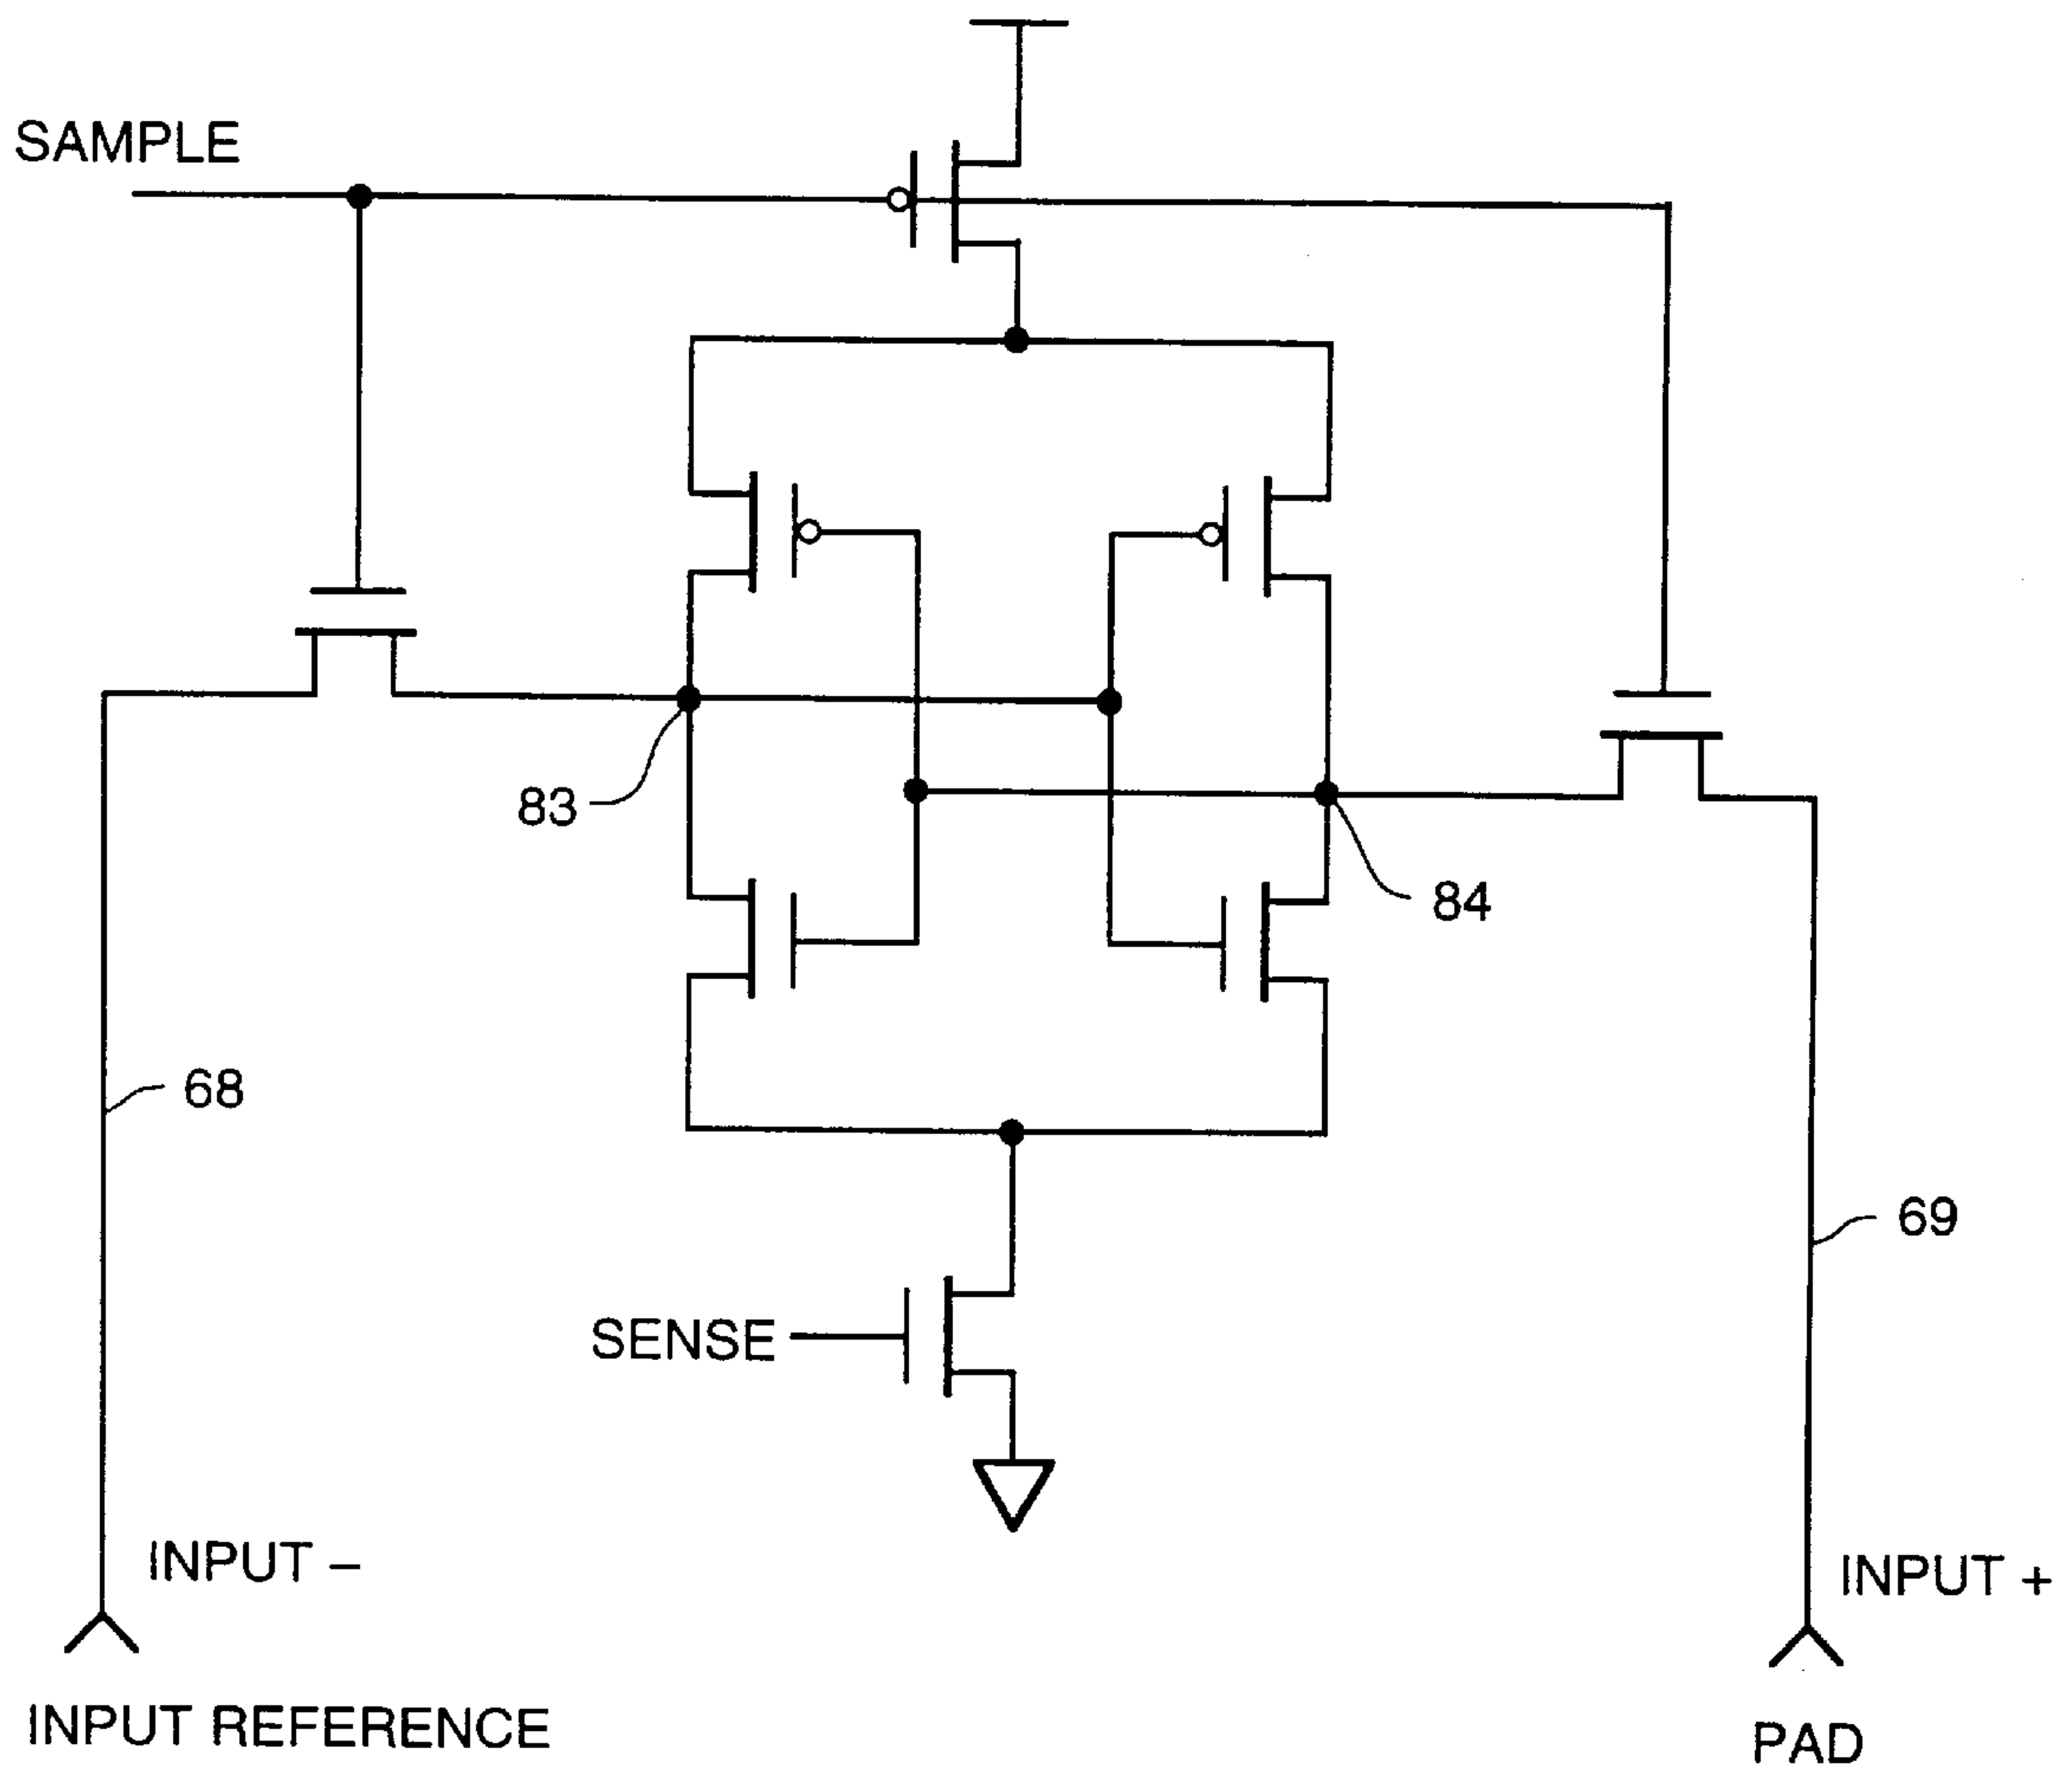 SAMPLE
83
84
68
69
SENSE
INPUT –
INPUT +
INPUT REFERENCE
PAD